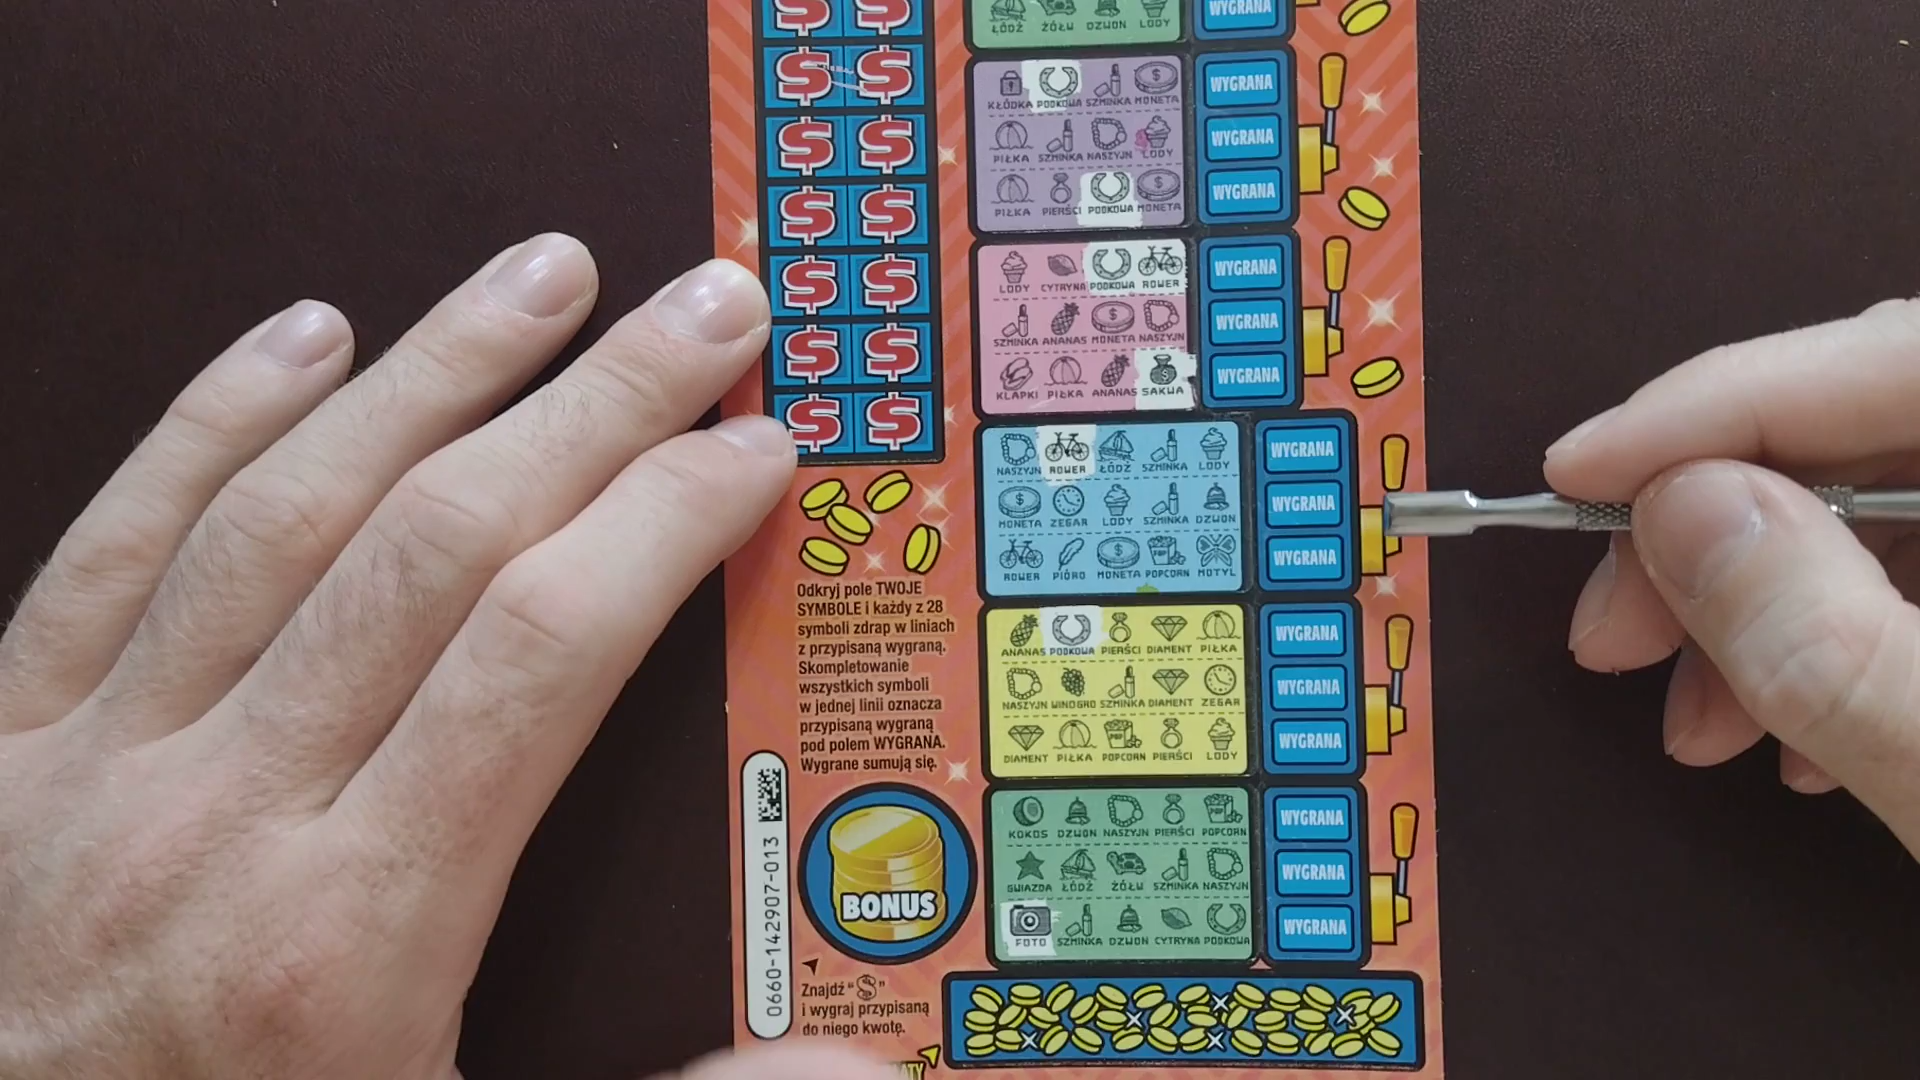 ŁÓDŹ ŻÓŁW DZWON LODY
WYGRANA
KŁÓDKA PODKOWA SZMINKA MONETA
WYGRANA
PIŁKA SZMINKA NASZYJN LODY
WYGRANA
PIŁKA PIERŚCI PODKOWA MONETA
WYGRANA
LODY CYTRYNA PODKOWA ROWER
WYGRANA
SZMINKA ANANAS MONETA NASZYJN
WYGRANA
KLAPKI PIŁKA ANANAS SAKWA
WYGRANA
NASZYJN ROWER ŁÓDŹ SZMINKA LODY
WYGRANA
MONETA ZEGAR LODY SZMINKA DZWON
WYGRANA
ROWER PIÓRO MONETA POPCORN MOTYL
WYGRANA
ANANAS PODKOWA PIERŚCI DIAMENT PIŁKA
WYGRANA
NASZYJN WINOGRO SZMINKA DIAMENT ZEGAR
WYGRANA
DIAMENT PIŁKA POPCORN PIERŚCI LODY
WYGRANA
KOKOS DZWON NASZYJN PIERŚCI POPCORN
WYGRANA
GWIAZDA ŁÓDŹ ŻÓŁW SZMINKA NASZYJN
WYGRANA
FOTO SZMINKA DZWON CYTRYNA PODKOWA
WYGRANA
Odkryj pole TWOJE
SYMBOLE i każdy z 28
symboli zdrap w liniach
z przypisaną wygraną.
Skompletowanie
wszystkich symboli
w jednej linii oznacza
przypisaną wygraną
pod polem WYGRANA.
Wygrane sumują się.
0660-142907-013
BONUS
Znajdź "$"
i wygraj przypisaną
do niego kwotę.